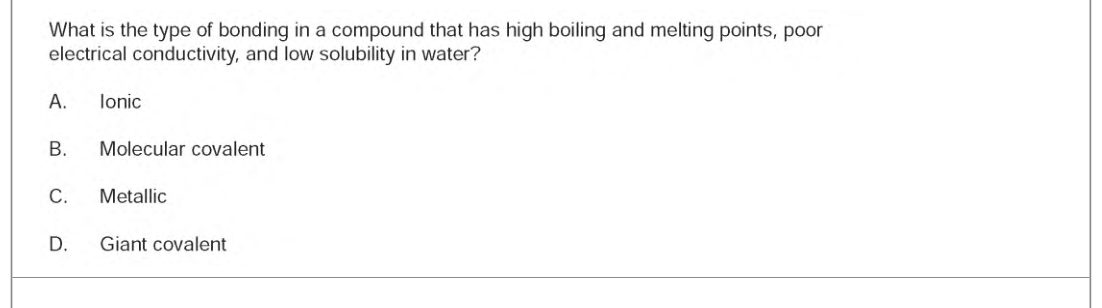 What is the type of bonding in a compound that has high boiling and melting points, poor
electrical conductivity, and low solubility in water?
A. Ionic
B. Molecular covalent
C. Metallic
D. Giant covalent